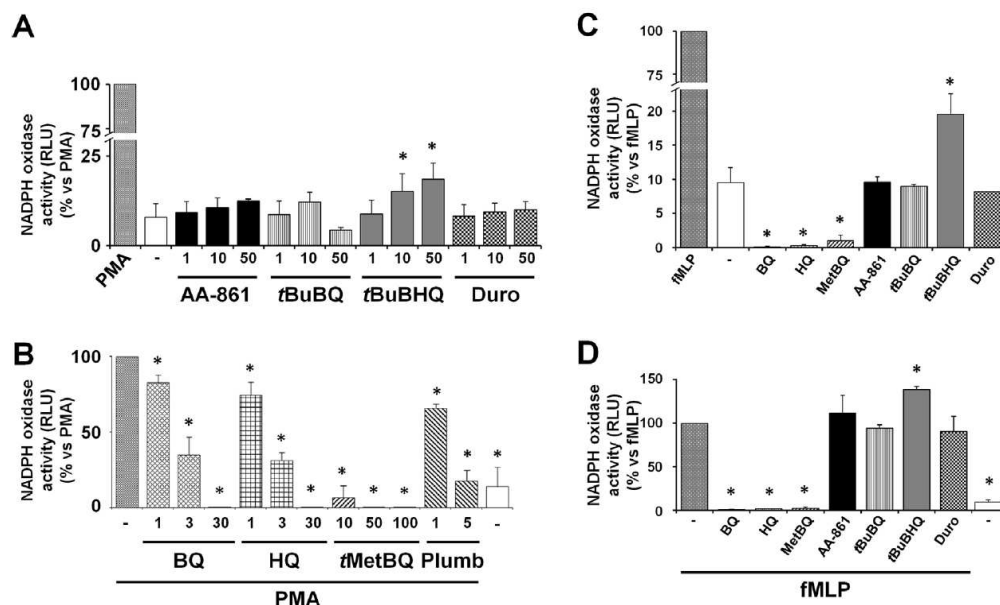 A
NADPH oxidase
activity (RLU)
(% vs PMA)
100
75
25
0
PMA
-
1 10 50 1 10 50 1 10 50 1 10 50
AA-861 tBuBQ tBuBHQ Duro
* *
B
NADPH oxidase
activity (RLU)
(% vs PMA)
100
75
50
0
* * * * * * * * * * * *
- 1 3 30 1 3 30 10 50 100 1 5 -
BQ HQ tMetBQ Plumb
PMA
C
NADPH oxidase
activity (RLU)
(% vs fMLP)
100
75
20
15
10
5
0
* * * *
fMLP - BQ HQ MetBQ AA-861 tBuBQ tBuBHQ Duro
D
NADPH oxidase
activity (RLU)
(% vs fMLP)
150
100
50
0
* * * * *
- BQ HQ MetBQ AA-861 tBuBQ tBuBHQ Duro -
fMLP